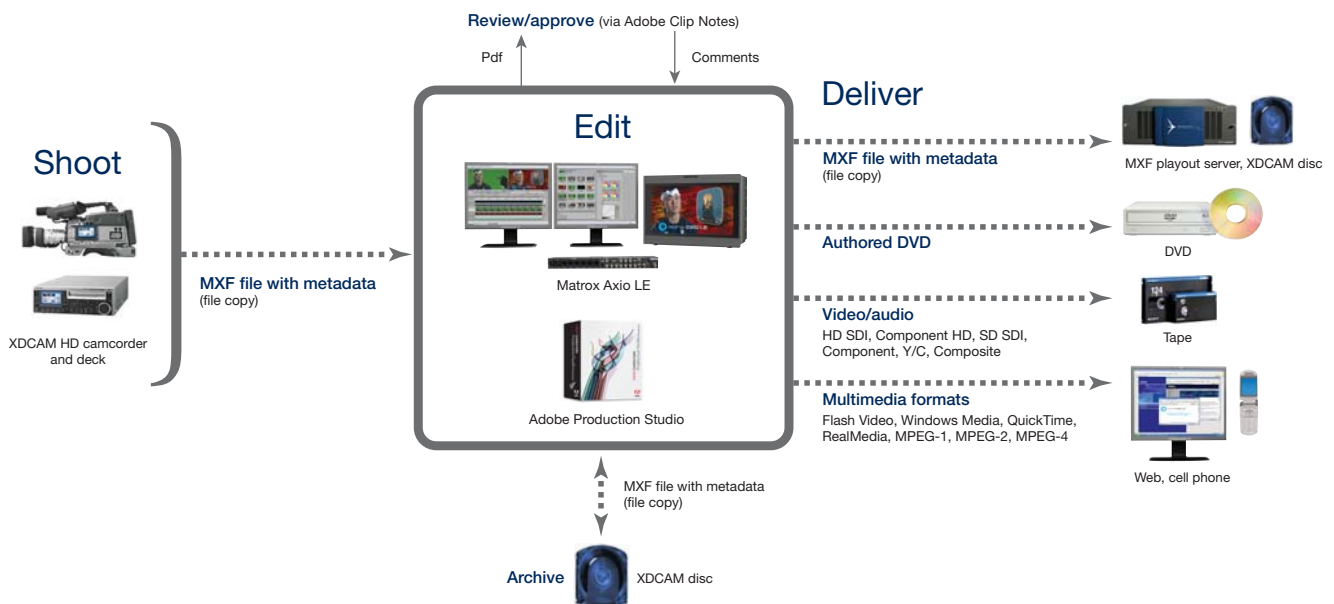 Review/approve (via Adobe Clip Notes)
Pdf
Comments
Shoot
XDCAM HD camcorder
and deck
MXF file with metadata
(file copy)
Edit
Matrox Axio LE
Adobe Production Studio
MXF file with metadata
(file copy)
Archive
XDCAM disc
Deliver
MXF file with metadata
(file copy)
MXF playout server, XDCAM disc
Authored DVD
DVD
Video/audio
HD SDI, Component HD, SD SDI,
Component, Y/C, Composite
124
Tape
Multimedia formats
Flash Video, Windows Media, QuickTime,
RealMedia, MPEG-1, MPEG-2, MPEG-4
Web, cell phone